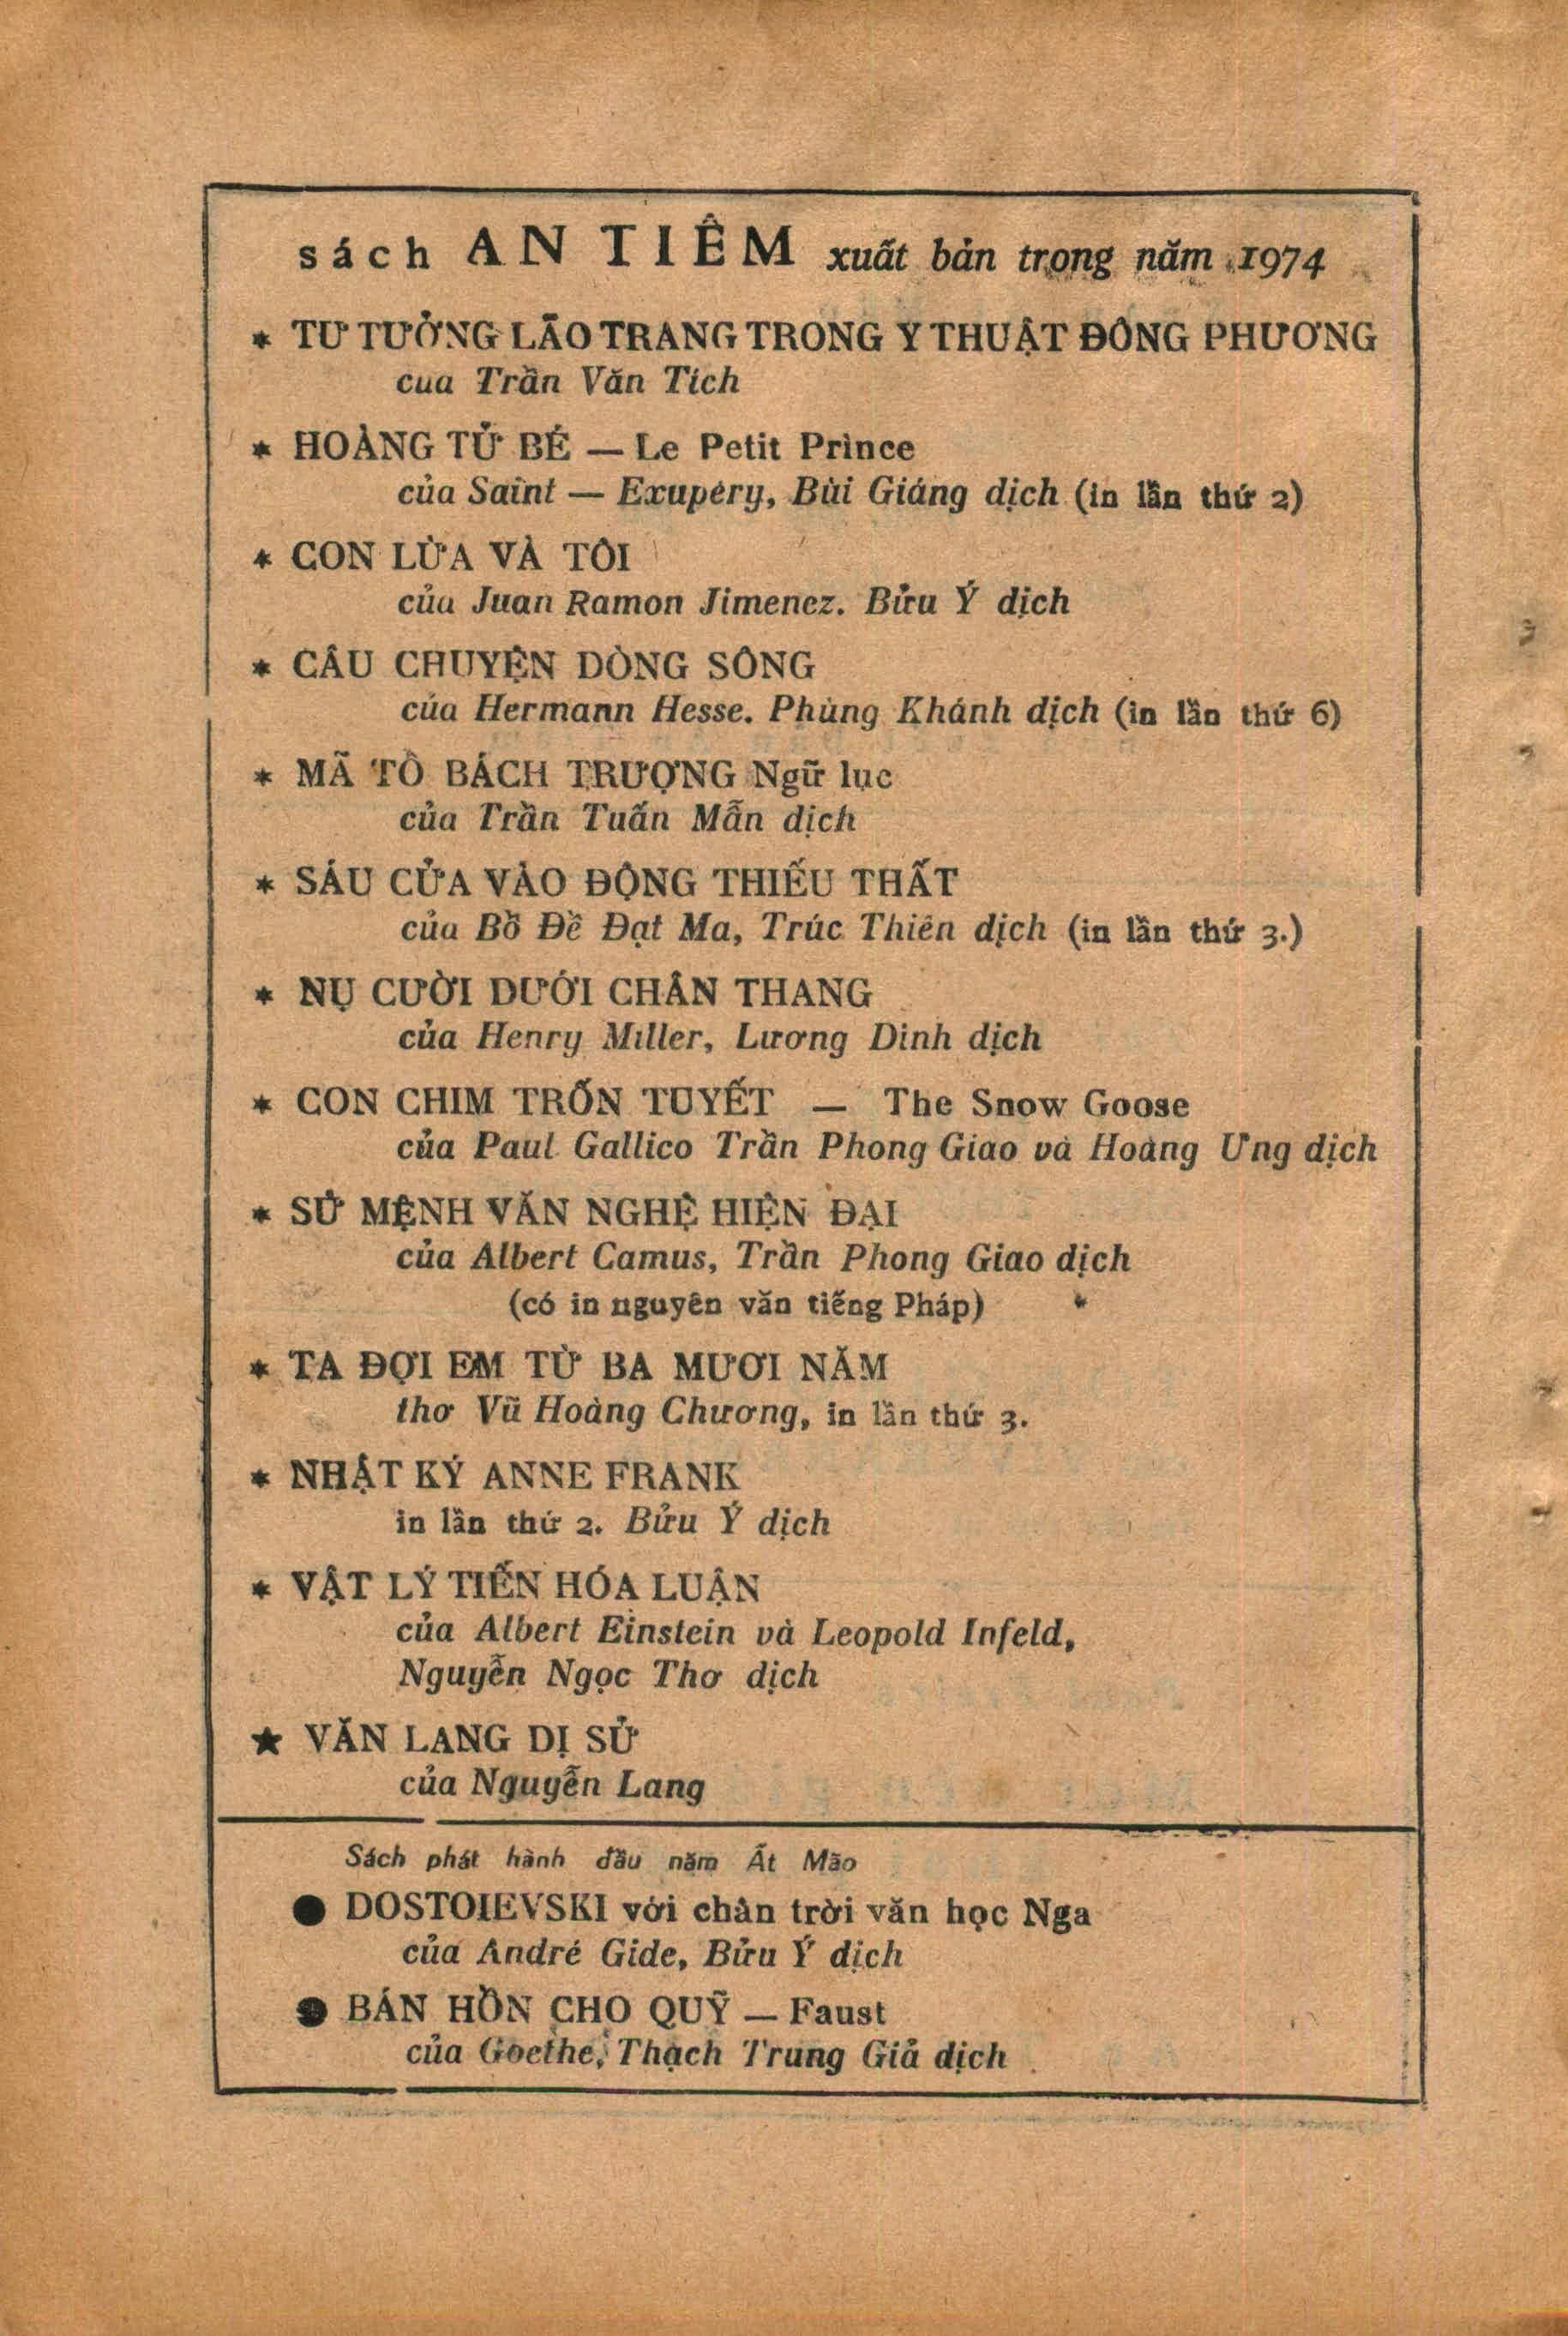 sách AN TIÊM xuất bản trong năm 1974
* TƯ TƯỞNG LÃO TRANG TRONG Y THUẬT ĐÔNG PHƯƠNG
của Trần Văn Tích
* HOÀNG TỬ BÉ — Le Petit Prince
của Saint — Exupéry, Bùi Giáng dịch (in lần thứ 2)
* CON LỪA VÀ TÔI
của Juan Ramon Jimenez. Bửu Ý dịch
* CÂU CHUYỆN DÒNG SÔNG
của Hermann Hesse. Phùng Khánh dịch (in lần thứ 6)
* MÃ TỔ BÁCH TRƯỢNG Ngữ lục
của Trần Tuấn Mẫn dịch
* SÁU CỬA VÀO ĐỘNG THIẾU THẤT
của Bồ Đề Đạt Ma, Trúc Thiên dịch (in lần thứ 3.)
* NỤ CƯỜI DƯỚI CHÂN THANG
của Henry Miller, Lương Dinh dịch
* CON CHIM TRỐN TUYẾT — The Snow Goose
của Paul Gallico Trần Phong Giao và Hoàng Ưng dịch
* SỨ MỆNH VĂN NGHỆ HIỆN ĐẠI
của Albert Camus, Trần Phong Giao dịch
(có in nguyên văn tiếng Pháp)
* TA ĐỢI EM TỪ BA MƯƠI NĂM
thơ Vũ Hoàng Chương, in lần thứ 3.
* NHẬT KÝ ANNE FRANK
in lần thứ 2. Bửu Ý dịch
* VẬT LÝ TIẾN HÓA LUẬN
của Albert Einstein và Leopold Infeld,
Nguyễn Ngọc Thơ dịch
★ VĂN LANG DỊ SỬ
của Nguyễn Lang
Sách phát hành đầu năm Ất Mão
● DOSTOIEVSKI với chân trời văn học Nga
của André Gide, Bửu Ý dịch
● BÁN HỒN CHO QUỸ — Faust
của Goethe, Thạch Trung Giả dịch